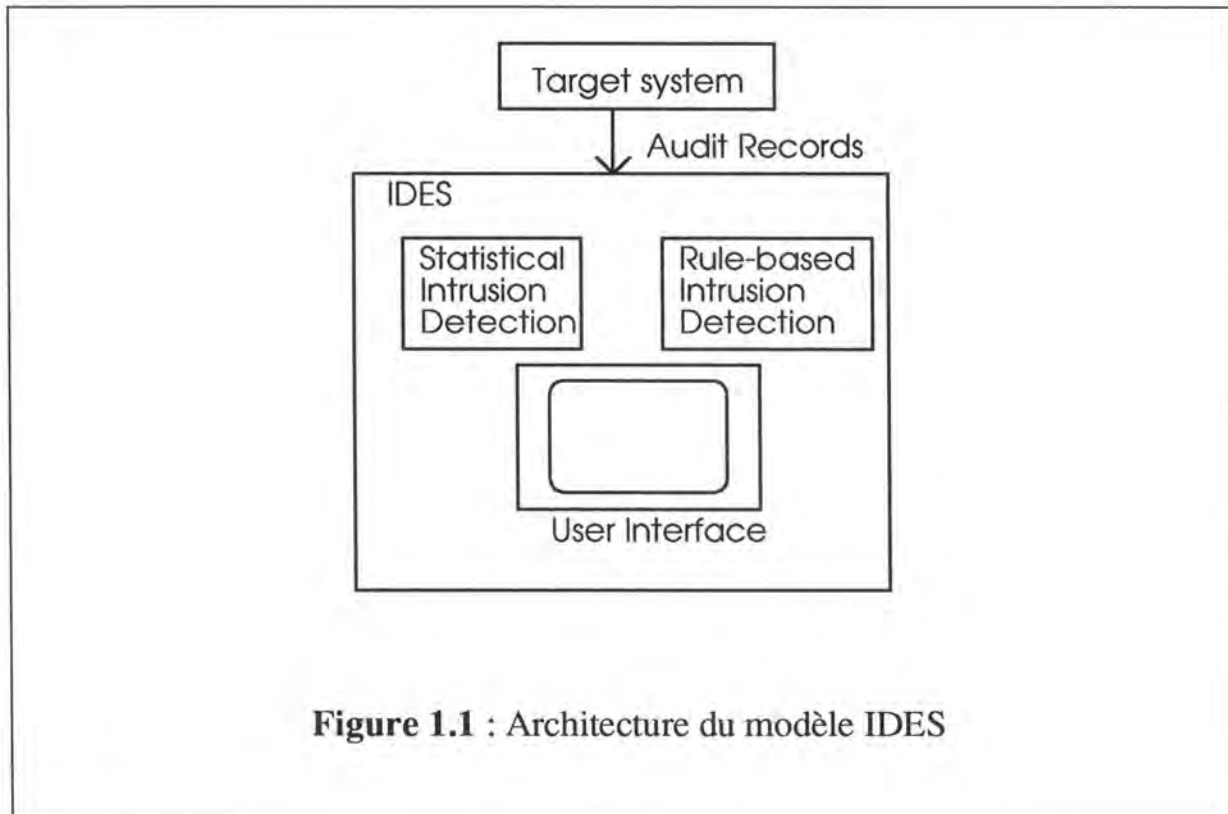 Target system
Audit Records
IDES
Statistical
Intrusion
Detection
Rule-based
Intrusion
Detection
User Interface
Figure 1.1 : Architecture du modèle IDES